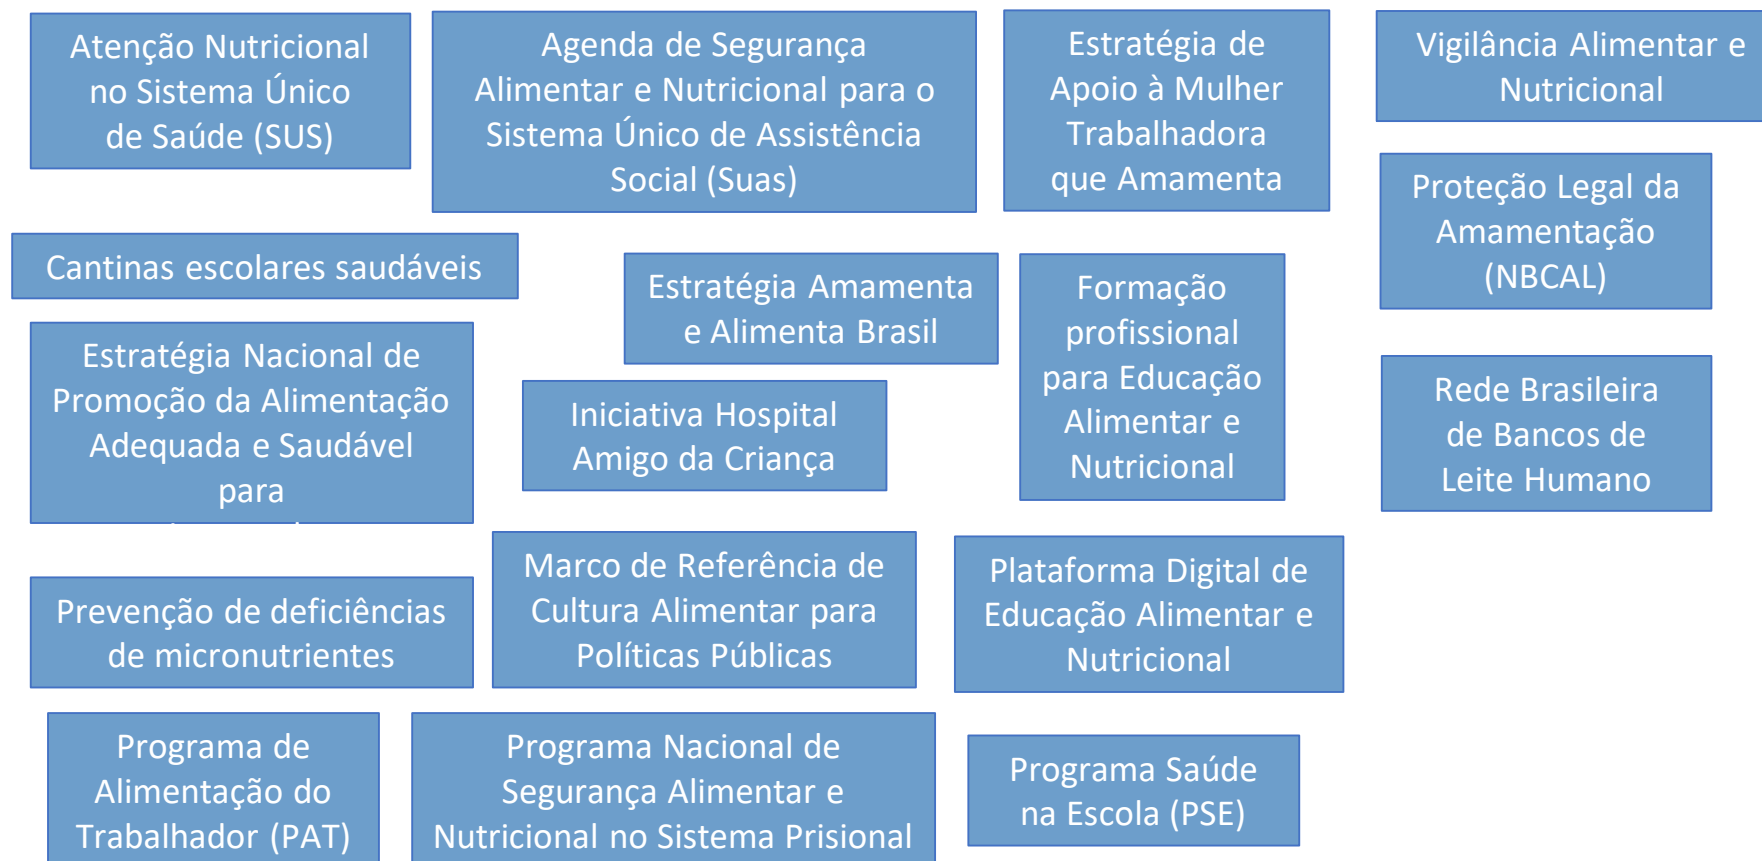 Atenção Nutricional
no Sistema Único
de Saúde (SUS)
Agenda de Segurança
Alimentar e Nutricional para o
Sistema Único de Assistência
Social (Suas)
Estratégia de
Apoio à Mulher
Trabalhadora
que Amamenta
Vigilância Alimentar e
Nutricional
Proteção Legal da
Amamentação
(NBCAL)
Cantinas escolares saudáveis
Estratégia Amamenta
e Alimenta Brasil
Formação
profissional
para Educação
Alimentar e
Nutricional
Estratégia Nacional de
Promoção da Alimentação
Adequada e Saudável
para
Iniciativa Hospital
Amigo da Criança
Rede Brasileira
de Bancos de
Leite Humano
Prevenção de deficiências
de micronutrientes
Marco de Referência de
Cultura Alimentar para
Políticas Públicas
Plataforma Digital de
Educação Alimentar e
Nutricional
Programa de
Alimentação do
Trabalhador (PAT)
Programa Nacional de
Segurança Alimentar e
Nutricional no Sistema Prisional
Programa Saúde
na Escola (PSE)